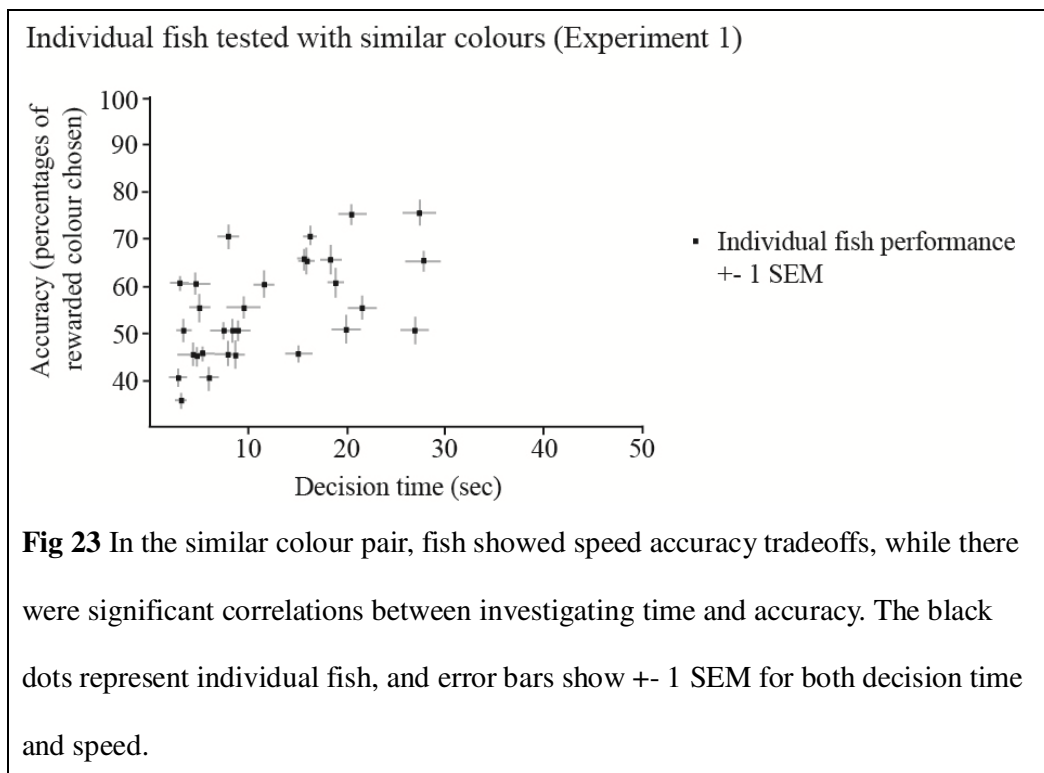 Individual fish tested with similar colours (Experiment 1)
Accuracy (percentages of
rewarded colour chosen)
100
90
80
70
60
50
40
10
20
30
40
50
Decision time (sec)
Individual fish performance
+- 1 SEM
Fig 23 In the similar colour pair, fish showed speed accuracy tradeoffs, while there
were significant correlations between investigating time and accuracy. The black
dots represent individual fish, and error bars show +- 1 SEM for both decision time
and speed.